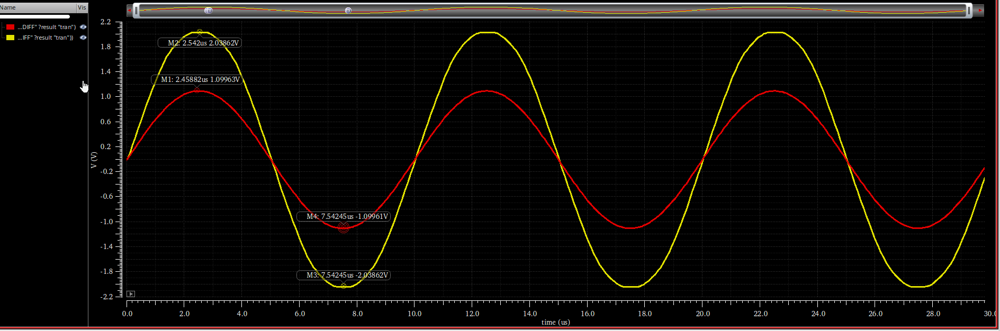 Name Vis
...DIFF" ?result "tran")
...IFF" ?result "tran"))
2.2
1.8
1.4
1.0
0.6
0.2
-0.2
-0.6
-1.0
-1.4
-1.8
-2.2
V (V)
M2: 2.542us 2.03862V
M1: 2.45882us 1.09963V
M4: 7.54245us -1.09961V
M3: 7.54245us -2.03862V
0.0 2.0 4.0 6.0 8.0 10.0 12.0 14.0 16.0 18.0 20.0 22.0 24.0 26.0 28.0 30.0
time (us)